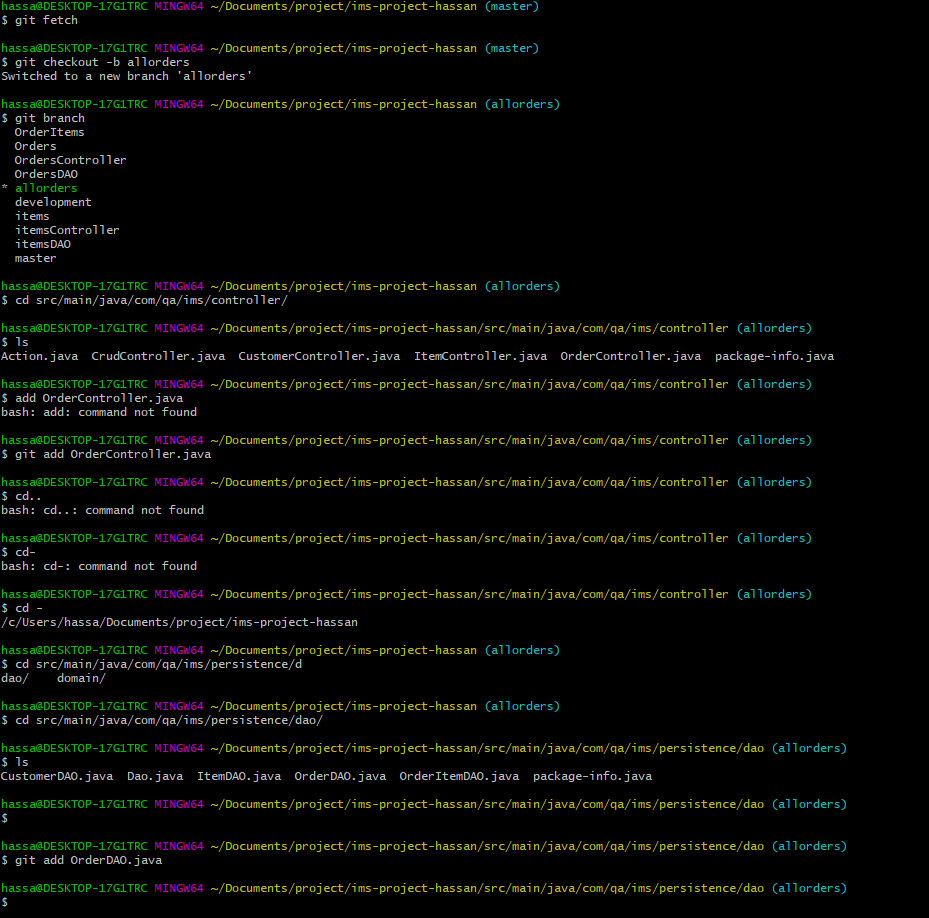 hassa@DESKTOP-17G1TRC MINGW64 ~/Documents/project/ims-project-hassan (master)
$ git fetch
hassa@DESKTOP-17G1TRC MINGW64 ~/Documents/project/ims-project-hassan (master)
$ git checkout -b allorders
Switched to a new branch 'allorders'
hassa@DESKTOP-17G1TRC MINGW64 ~/Documents/project/ims-project-hassan (allorders)
$ git branch
  OrderItems
  Orders
  OrdersController
  OrdersDAO
* allorders
  development
  items
  itemsController
  itemsDAO
  master
hassa@DESKTOP-17G1TRC MINGW64 ~/Documents/project/ims-project-hassan (allorders)
$ cd src/main/java/com/qa/ims/controller/
hassa@DESKTOP-17G1TRC MINGW64 ~/Documents/project/ims-project-hassan/src/main/java/com/qa/ims/controller (allorders)
$ ls
Action.java  CrudController.java  CustomerController.java  ItemController.java  OrderController.java  package-info.java
hassa@DESKTOP-17G1TRC MINGW64 ~/Documents/project/ims-project-hassan/src/main/java/com/qa/ims/controller (allorders)
$ add OrderController.java
bash: add: command not found
hassa@DESKTOP-17G1TRC MINGW64 ~/Documents/project/ims-project-hassan/src/main/java/com/qa/ims/controller (allorders)
$ git add OrderController.java
hassa@DESKTOP-17G1TRC MINGW64 ~/Documents/project/ims-project-hassan/src/main/java/com/qa/ims/controller (allorders)
$ cd..
bash: cd..: command not found
hassa@DESKTOP-17G1TRC MINGW64 ~/Documents/project/ims-project-hassan/src/main/java/com/qa/ims/controller (allorders)
$ cd-
bash: cd-: command not found
hassa@DESKTOP-17G1TRC MINGW64 ~/Documents/project/ims-project-hassan/src/main/java/com/qa/ims/controller (allorders)
$ cd -
/c/Users/hassa/Documents/project/ims-project-hassan
hassa@DESKTOP-17G1TRC MINGW64 ~/Documents/project/ims-project-hassan (allorders)
$ cd src/main/java/com/qa/ims/persistence/d
dao/    domain/
hassa@DESKTOP-17G1TRC MINGW64 ~/Documents/project/ims-project-hassan (allorders)
$ cd src/main/java/com/qa/ims/persistence/dao/
hassa@DESKTOP-17G1TRC MINGW64 ~/Documents/project/ims-project-hassan/src/main/java/com/qa/ims/persistence/dao (allorders)
$ ls
CustomerDAO.java  Dao.java  ItemDAO.java  OrderDAO.java  OrderItemDAO.java  package-info.java
hassa@DESKTOP-17G1TRC MINGW64 ~/Documents/project/ims-project-hassan/src/main/java/com/qa/ims/persistence/dao (allorders)
$
hassa@DESKTOP-17G1TRC MINGW64 ~/Documents/project/ims-project-hassan/src/main/java/com/qa/ims/persistence/dao (allorders)
$ git add OrderDAO.java
hassa@DESKTOP-17G1TRC MINGW64 ~/Documents/project/ims-project-hassan/src/main/java/com/qa/ims/persistence/dao (allorders)
$